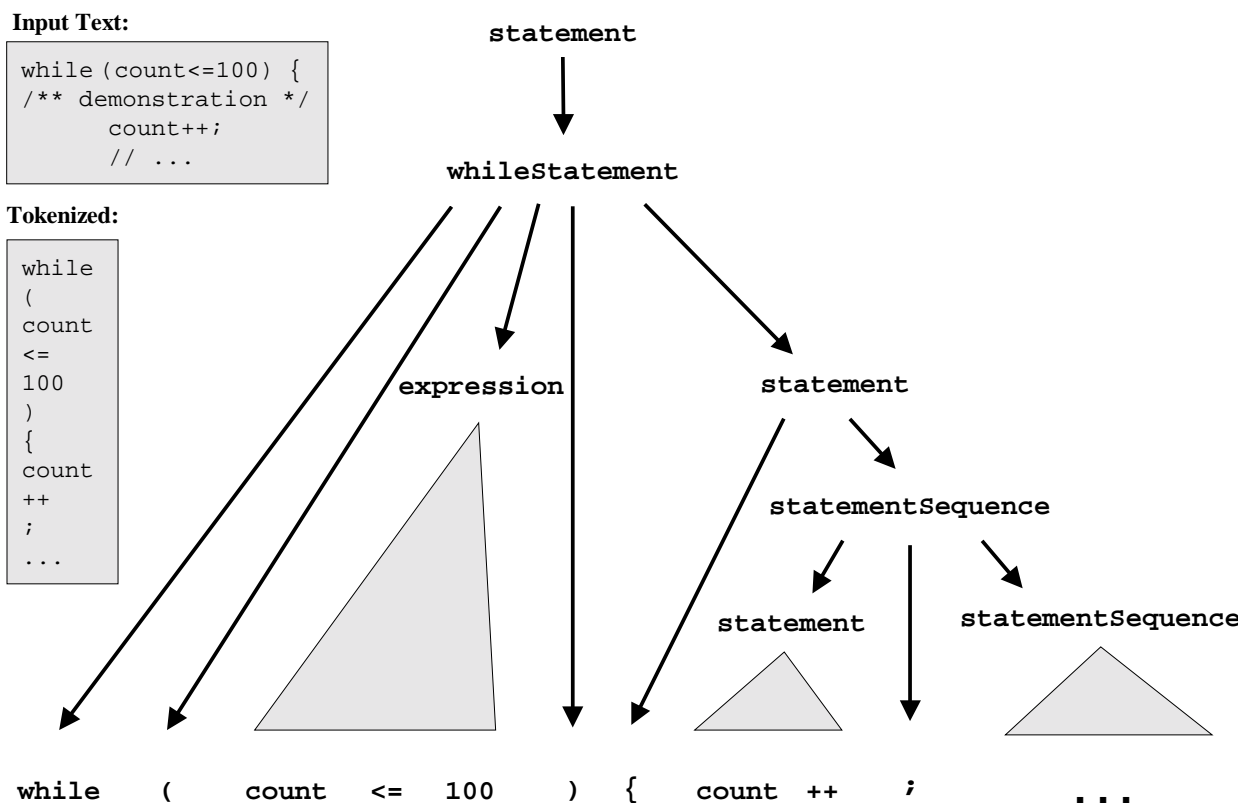 Input Text:
while (count<=100) {
/** demonstration */
count++;
// ...
Tokenized:
while
(
count
<=
100
)
{
count
++
;
...
statement
whileStatement
expression
statement
statementSequence
statement
statementSequence
while ( count <= 100 ) { count ++ ; ...